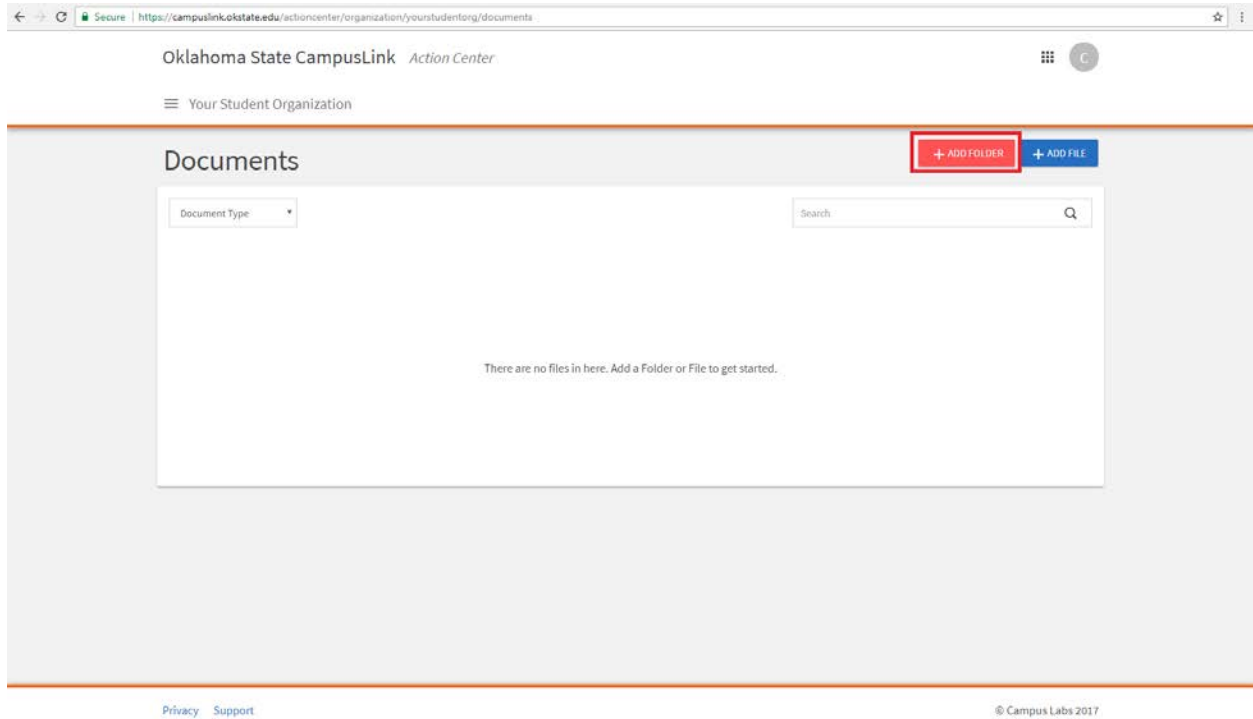 Secure https://campuslink.okstate.edu/actioncenter/organization/yourstudentorg/documents
Oklahoma State CampusLink Action Center C
Your Student Organization
Documents + ADD FOLDER + ADD FILE
Document Type Search
There are no files in here. Add a Folder or File to get started.
Privacy Support © Campus Labs 2017